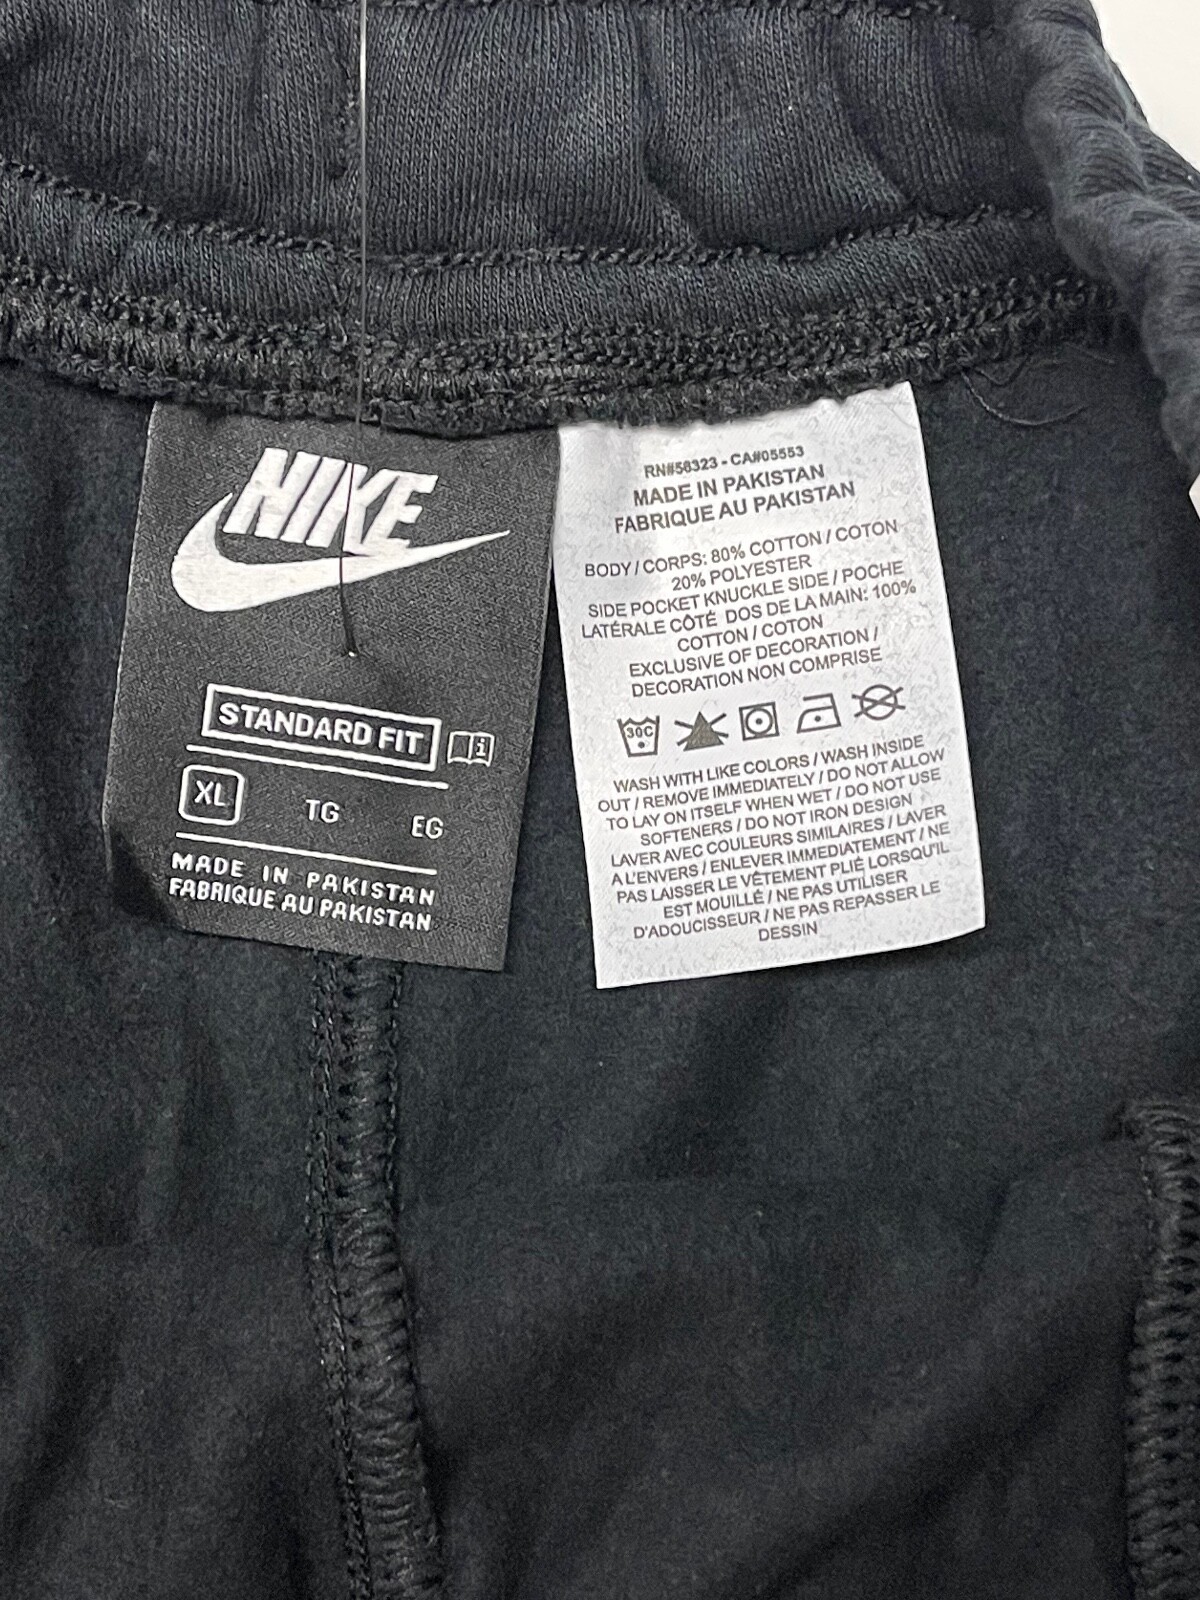 NIKE
STANDARD FIT
XL TG EG
MADE IN PAKISTAN
FABRIQUE AU PAKISTAN
RN#56323 - CA#05553
MADE IN PAKISTAN
FABRIQUE AU PAKISTAN
BODY / CORPS: 80% COTTON / COTON
20% POLYESTER
SIDE POCKET KNUCKLE SIDE / POCHE
LATÉRALE CÔTÉ DOS DE LA MAIN: 100%
COTTON / COTON
EXCLUSIVE OF DECORATION /
DECORATION NON COMPRISE
30C
WASH WITH LIKE COLORS / WASH INSIDE
OUT / REMOVE IMMEDIATELY / DO NOT ALLOW
TO LAY ON ITSELF WHEN WET / DO NOT USE
SOFTENERS / DO NOT IRON DESIGN
LAVER AVEC COULEURS SIMILAIRES / LAVER
A L'ENVERS / ENLEVER IMMEDIATEMENT / NE
PAS LAISSER LE VÊTEMENT PLIÉ LORSQU'IL
EST MOUILLÉ / NE PAS UTILISER
D'ADOUCISSEUR / NE PAS REPASSER LE
DESSIN